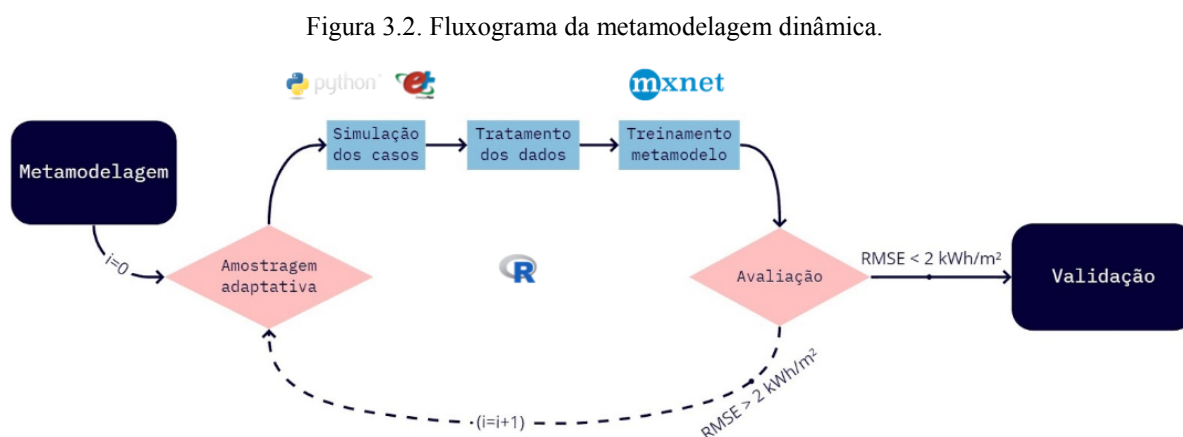 Figura 3.2. Fluxograma da metamodelagem dinâmica.
python
et
mxnet
Metamodelagem
Simulação
dos casos
Tratamento
dos dados
Treinamento
metamodelo
i=0
Amostragem
adaptativa
R
Avaliação
RMSE < 2 kWh/m²
Validação
RMSE > 2 kWh/m²
(i=i+1)